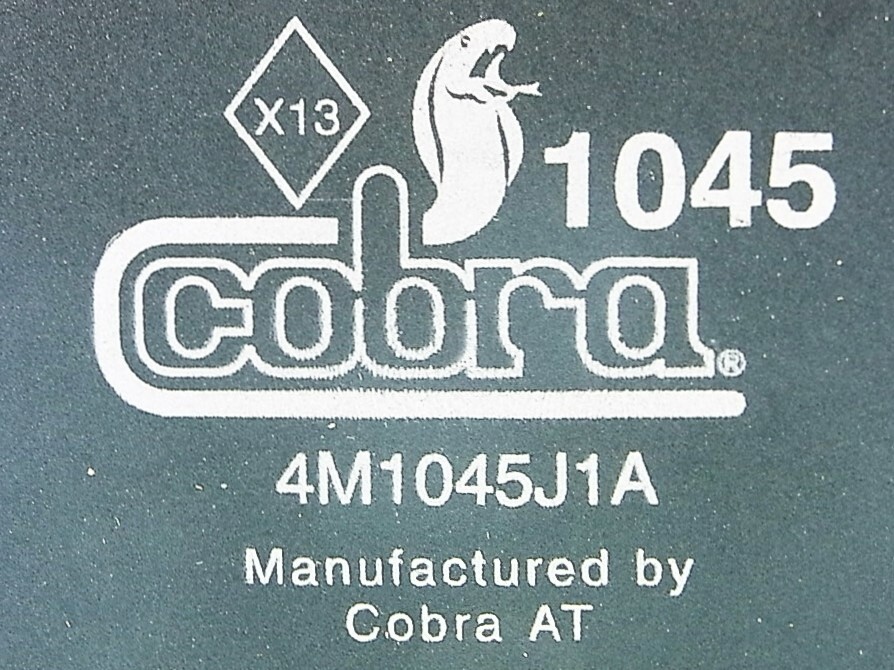 X13
1045
cobra®
4M1045J1A
Manufactured by
Cobra AT